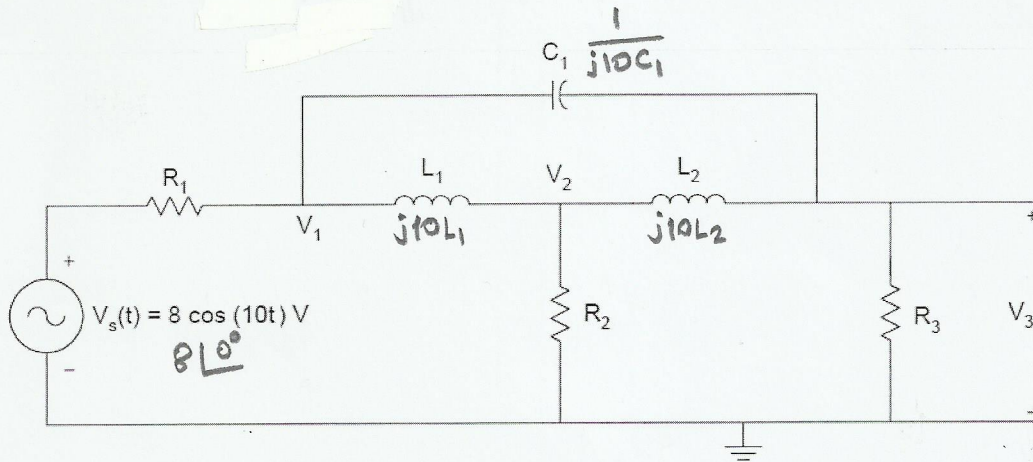 1
C₁ j10C₁
R₁
L₁
V₂
L₂
V₁
j10L₁
j10L₂
+
+
Vₛ(t) = 8 cos (10t) V
8∠0°
R₂
R₃
V₃
−
−